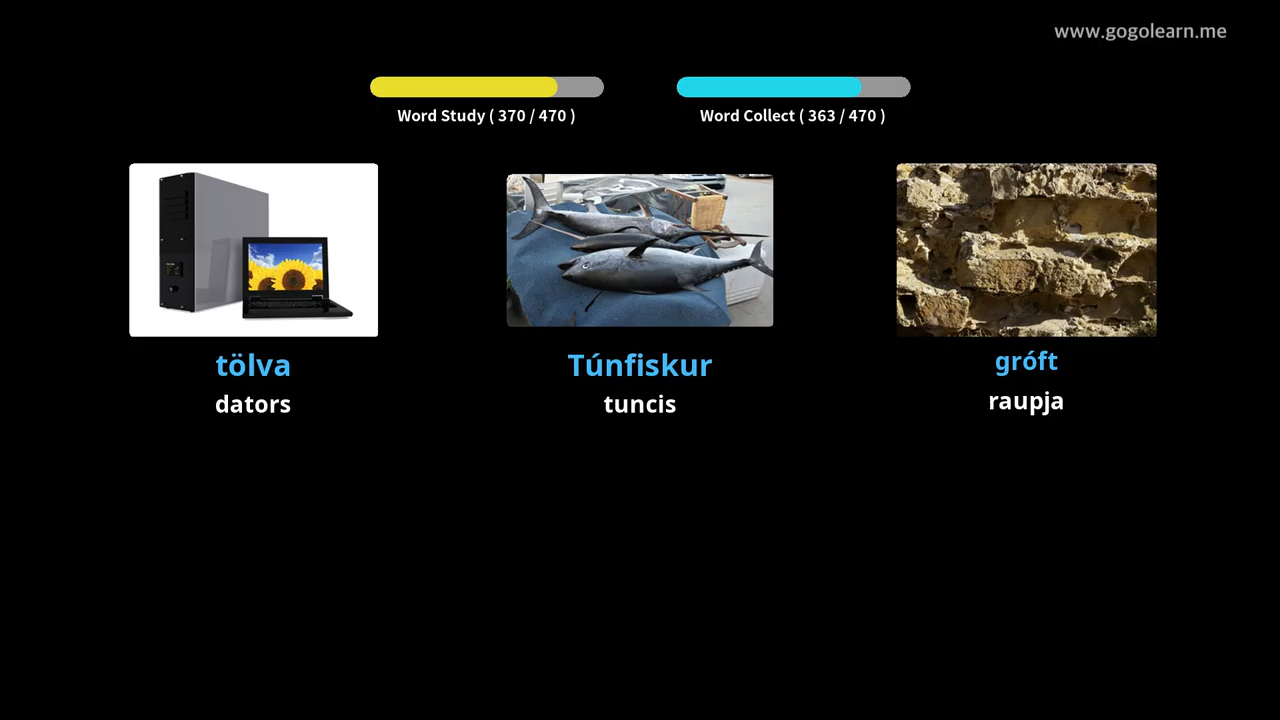 www.gogolearn.me
Word Study ( 370 / 470 )
Word Collect ( 363 / 470 )
tölva
dators
Túnfiskur
tuncis
gróft
raupja